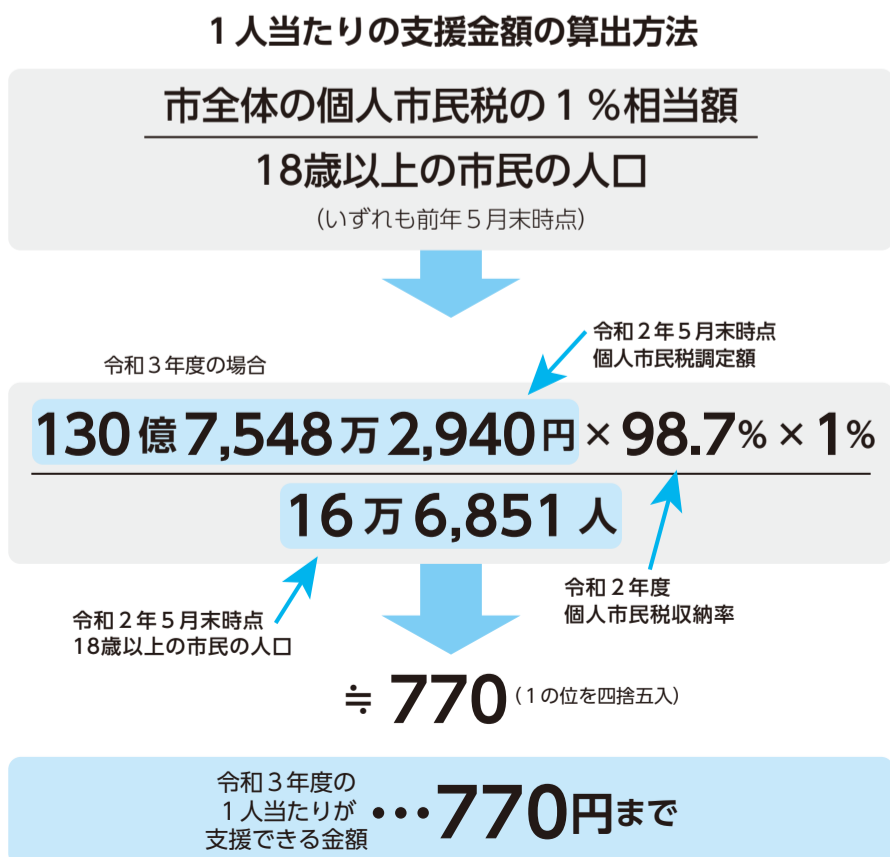 1人当たりの支援金額の算出方法
市全体の個人市民税の1%相当額
18歳以上の市民の人口
(いずれも前年5月末時点)
令和2年5月末時点
個人市民税調定額
令和3年度の場合
130億7,548万2,940円×98.7%×1%
16万6,851人
令和2年度
個人市民税収納率
令和2年5月末時点
18歳以上の市民の人口
≒770(1の位を四捨五入)
令和3年度の
1人当たりが
支援できる金額
…770円まで